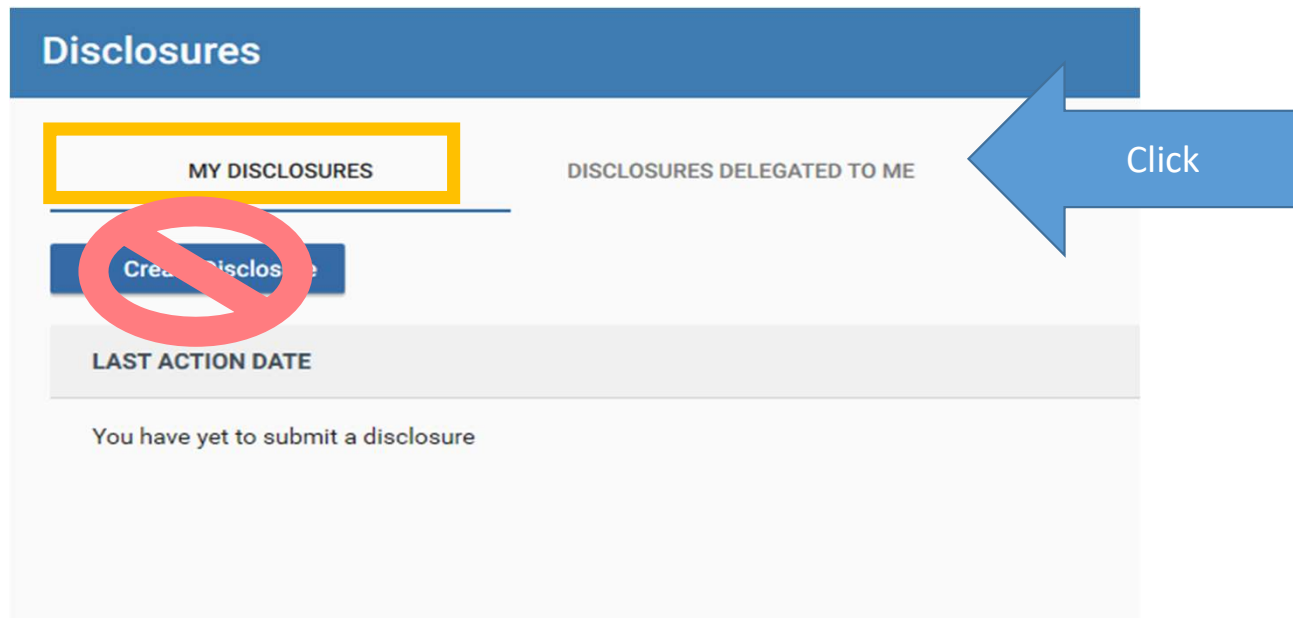 Disclosures
MY DISCLOSURES
DISCLOSURES DELEGATED TO ME
Click
LAST ACTION DATE
You have yet to submit a disclosure